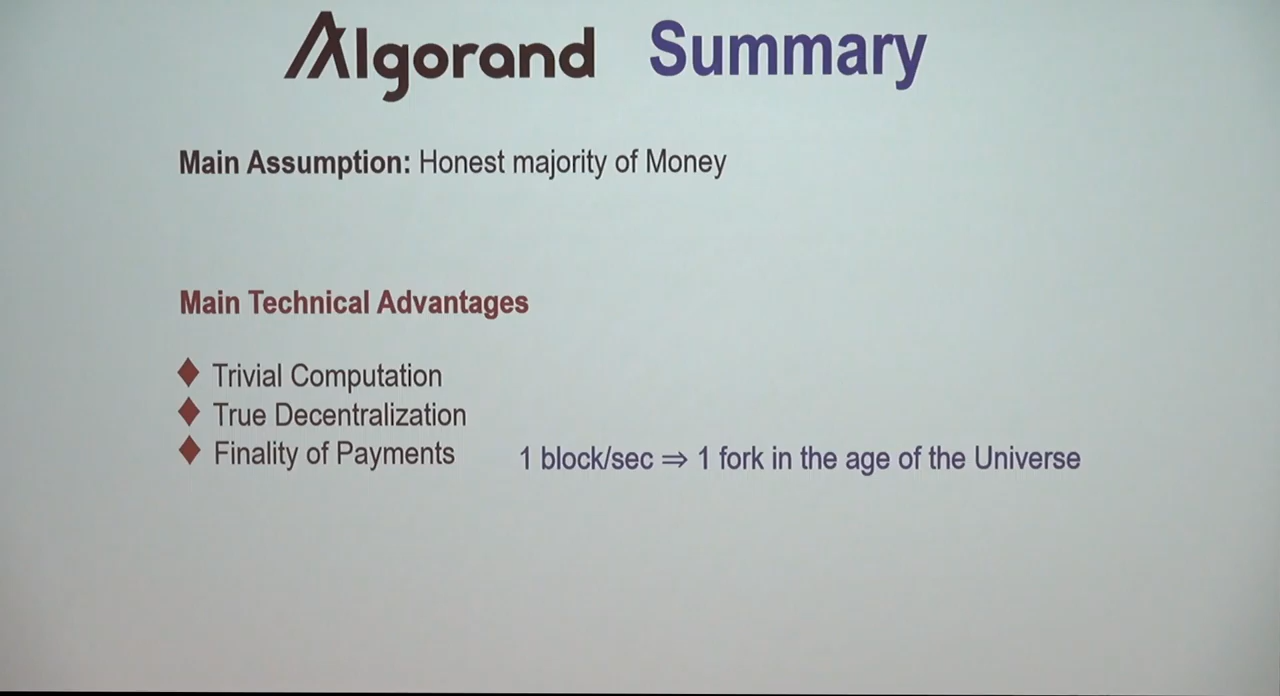 Algorand Summary
Main Assumption: Honest majority of Money
Main Technical Advantages
Trivial Computation
True Decentralization
Finality of Payments 1 block/sec ⇒ 1 fork in the age of the Universe